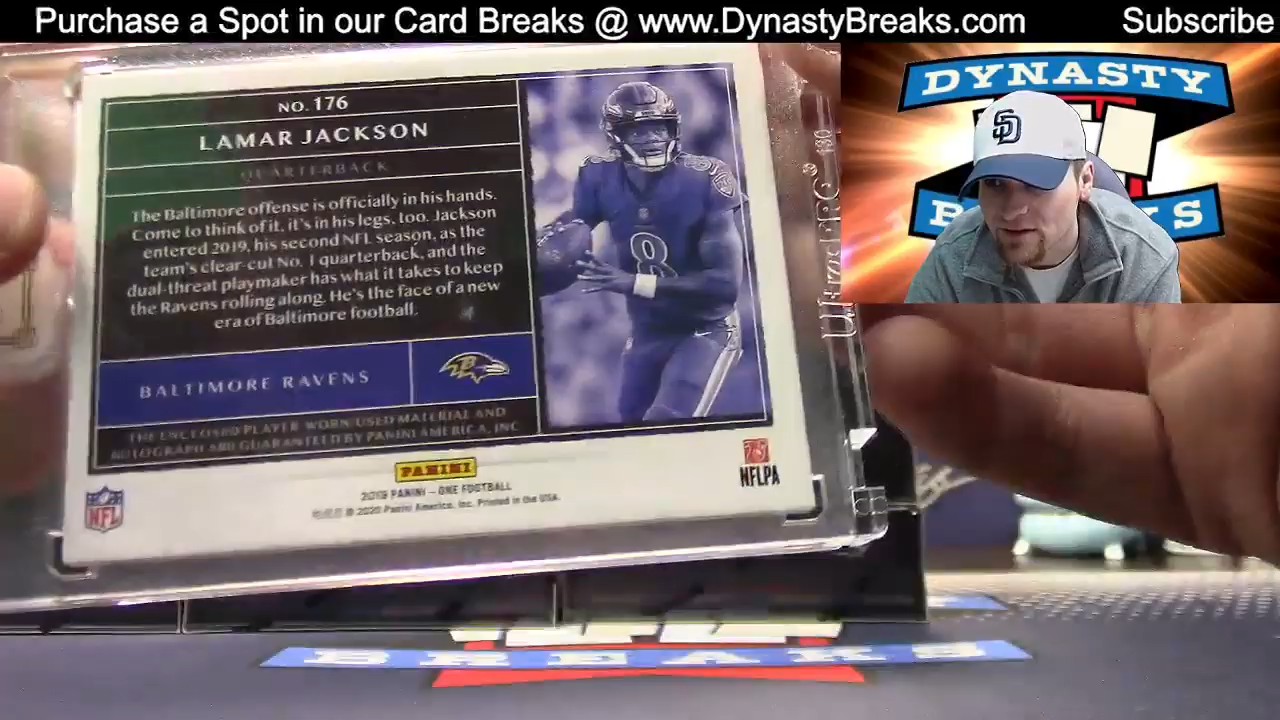 Purchase a Spot in our Card Breaks @ www.DynastyBreaks.com Subscribe
DYNASTY
SD
NO. 176
LAMAR JACKSON
QUARTERBACK
The Baltimore offense is officially in his hands.
Come to think of it, it's in his legs, too. Jackson
entered 2019, his second NFL season, as the
team's clear-cut No. 1 quarterback, and the
dual-threat playmaker has what it takes to keep
the Ravens rolling along. He's the face of a new
era of Baltimore football.
8
BALTIMORE RAVENS
B
THE ENCLOSED PLAYER WORN/USED MATERIAL AND
AUTOGRAPH ARE GUARANTEED BY PANINI AMERICA, INC
PANINI
2019 PANINI – ONE FOOTBALL
© 2020 Panini America, Inc. Printed in the USA.
NFL
NFLPA
130
BREAKS